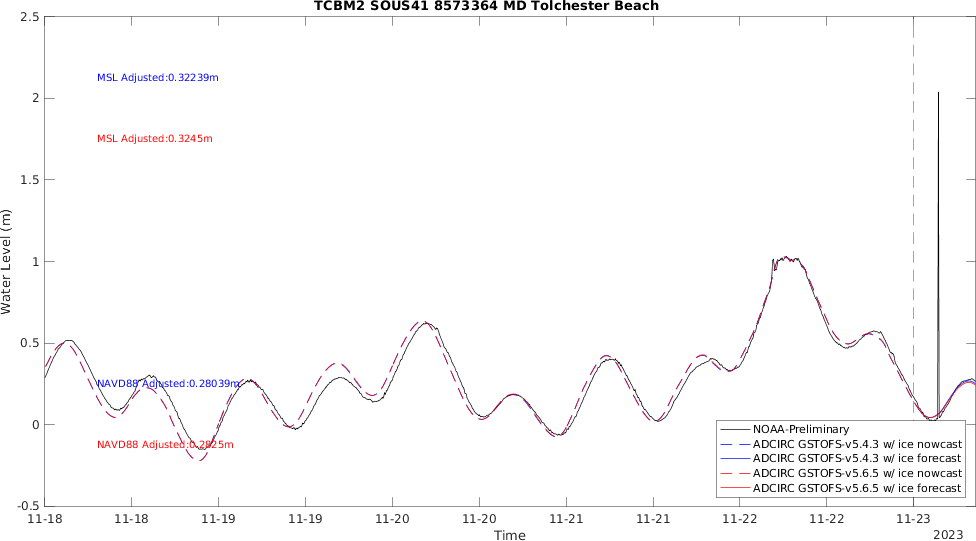 TCBM2 SOUS41 8573364 MD Tolchester Beach
2.5
2
1.5
1
0.5
0
-0.5
Water Level (m)
MSL Adjusted:0.32239m
MSL Adjusted:0.3245m
NAVD88 Adjusted:0.28039m
NAVD88 Adjusted:0.2825m
NOAA-Preliminary
ADCIRC GSTOFS-v5.4.3 w/ ice nowcast
ADCIRC GSTOFS-v5.4.3 w/ ice forecast
ADCIRC GSTOFS-v5.6.5 w/ ice nowcast
ADCIRC GSTOFS-v5.6.5 w/ ice forecast
11-18 11-18 11-19 11-19 11-20 11-20 11-21 11-21 11-22 11-22 11-23
Time
2023